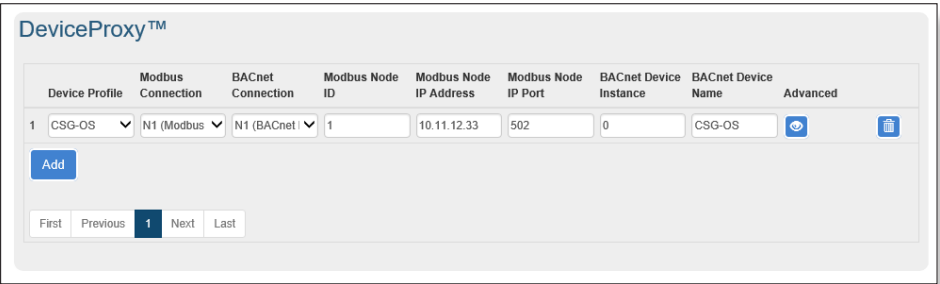 DeviceProxy™
Device Profile Modbus Connection BACnet Connection Modbus Node ID Modbus Node IP Address Modbus Node IP Port BACnet Device Instance BACnet Device Name Advanced
1 CSG-OS N1 (Modbus N1 (BACnet 1 10.11.12.33 502 0 CSG-OS
Add
First Previous 1 Next Last